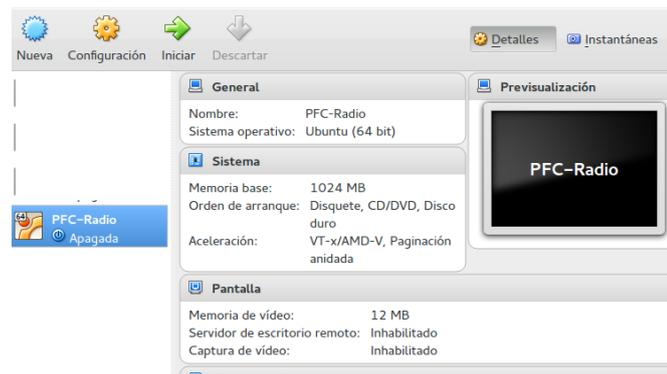 Nueva Configuración Iniciar Descartar
Detalles Instantáneas
General
Nombre: PFC-Radio
Sistema operativo: Ubuntu (64 bit)
Previsualización
PFC-Radio
Sistema
Memoria base: 1024 MB
Orden de arranque: Disquete, CD/DVD, Disco
duro
Aceleración: VT-x/AMD-V, Paginación
anidada
64
PFC-Radio
Apagada
Pantalla
Memoria de vídeo: 12 MB
Servidor de escritorio remoto: Inhabilitado
Captura de vídeo: Inhabilitado